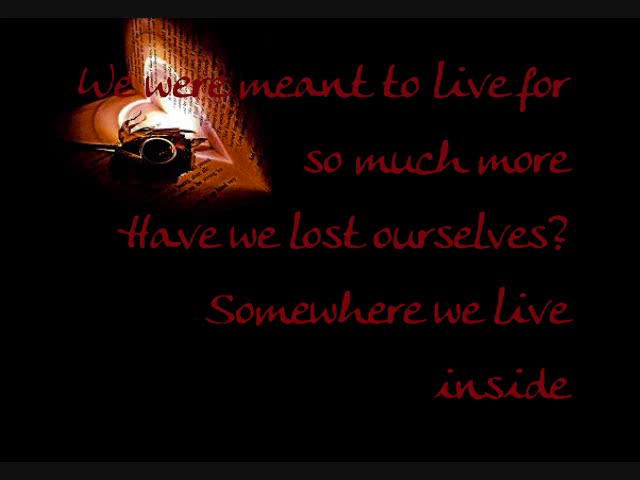 We were meant to live for
so much more
Have we lost ourselves?
Somewhere we live
inside